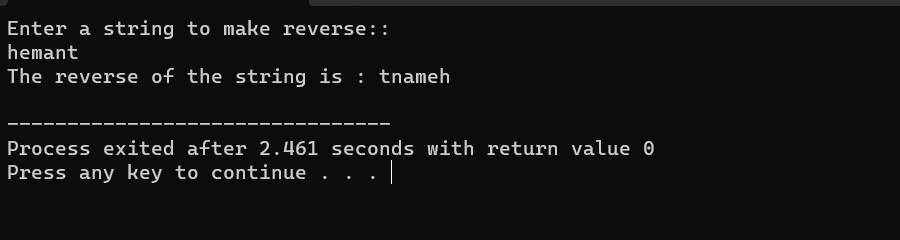 Enter a string to make reverse::
hemant
The reverse of the string is : tnameh
--------------------------------
Process exited after 2.461 seconds with return value 0
Press any key to continue . . .